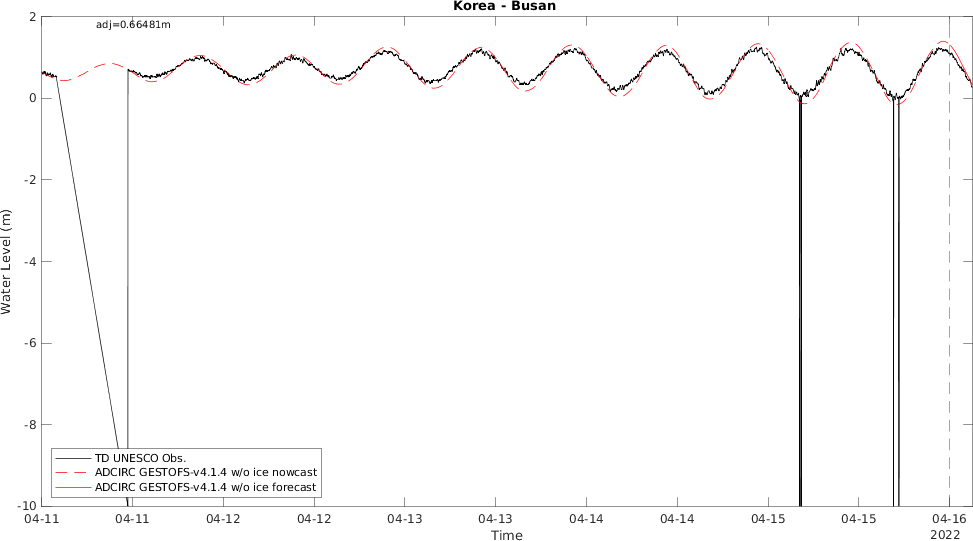 Korea - Busan
adj=0.66481m
Water Level (m)
2
0
-2
-4
-6
-8
-10
TD UNESCO Obs.
ADCIRC GESTOFS-v4.1.4 w/o ice nowcast
ADCIRC GESTOFS-v4.1.4 w/o ice forecast
04-11 04-11 04-12 04-12 04-13 04-13 04-14 04-14 04-15 04-15 04-16
Time
2022